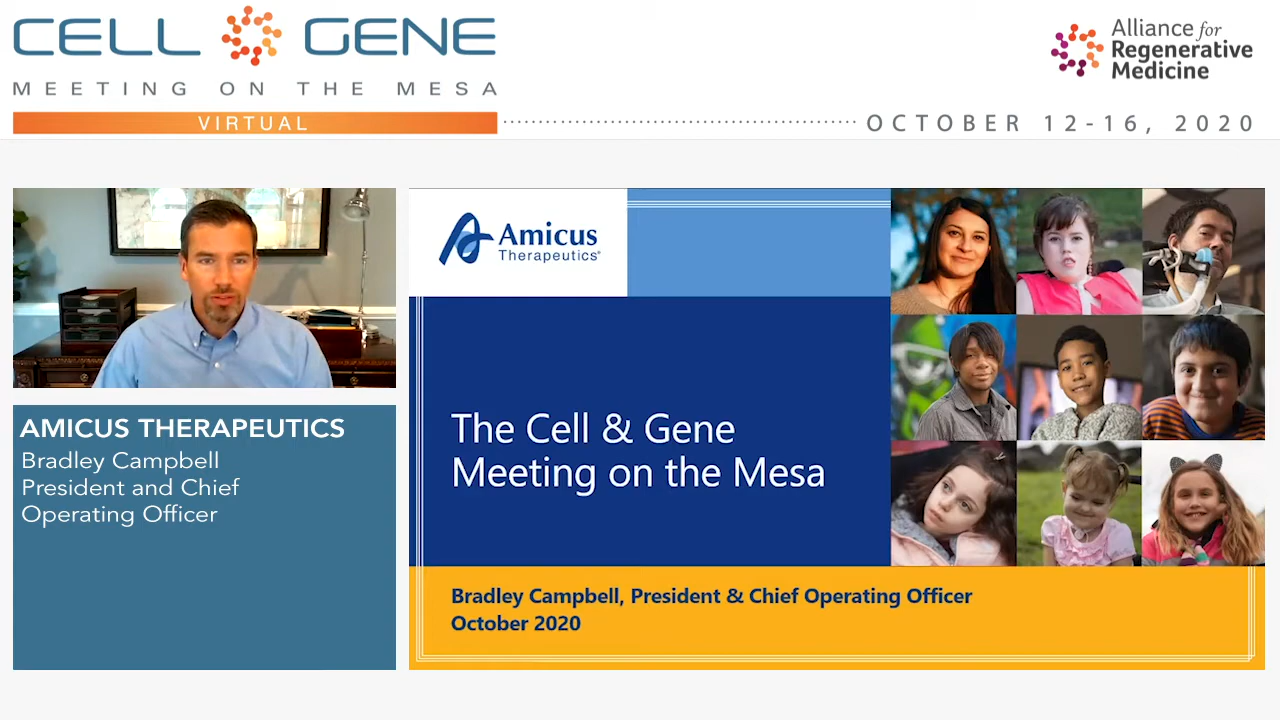 CELL GENE
MEETING ON THE MESA
VIRTUAL
Alliance for
Regenerative
Medicine
OCTOBER 12-16, 2020
AMICUS THERAPEUTICS
Bradley Campbell
President and Chief
Operating Officer
Amicus
Therapeutics®
The Cell & Gene
Meeting on the Mesa
Bradley Campbell, President & Chief Operating Officer
October 2020